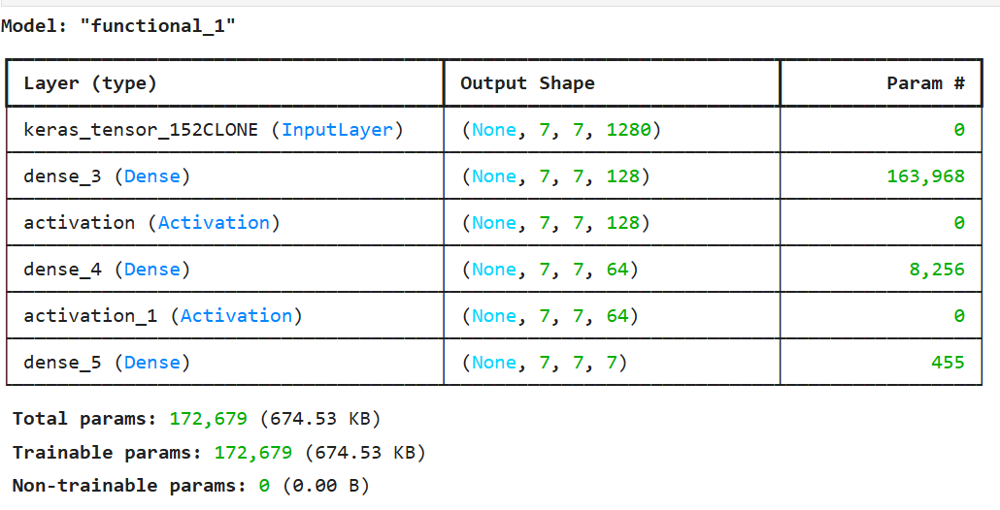 Model: "functional_1"
Layer (type) Output Shape Param #
keras_tensor_152CLONE (InputLayer) (None, 7, 7, 1280) 0
dense_3 (Dense) (None, 7, 7, 128) 163,968
activation (Activation) (None, 7, 7, 128) 0
dense_4 (Dense) (None, 7, 7, 64) 8,256
activation_1 (Activation) (None, 7, 7, 64) 0
dense_5 (Dense) (None, 7, 7, 7) 455
Total params: 172,679 (674.53 KB)
Trainable params: 172,679 (674.53 KB)
Non-trainable params: 0 (0.00 B)